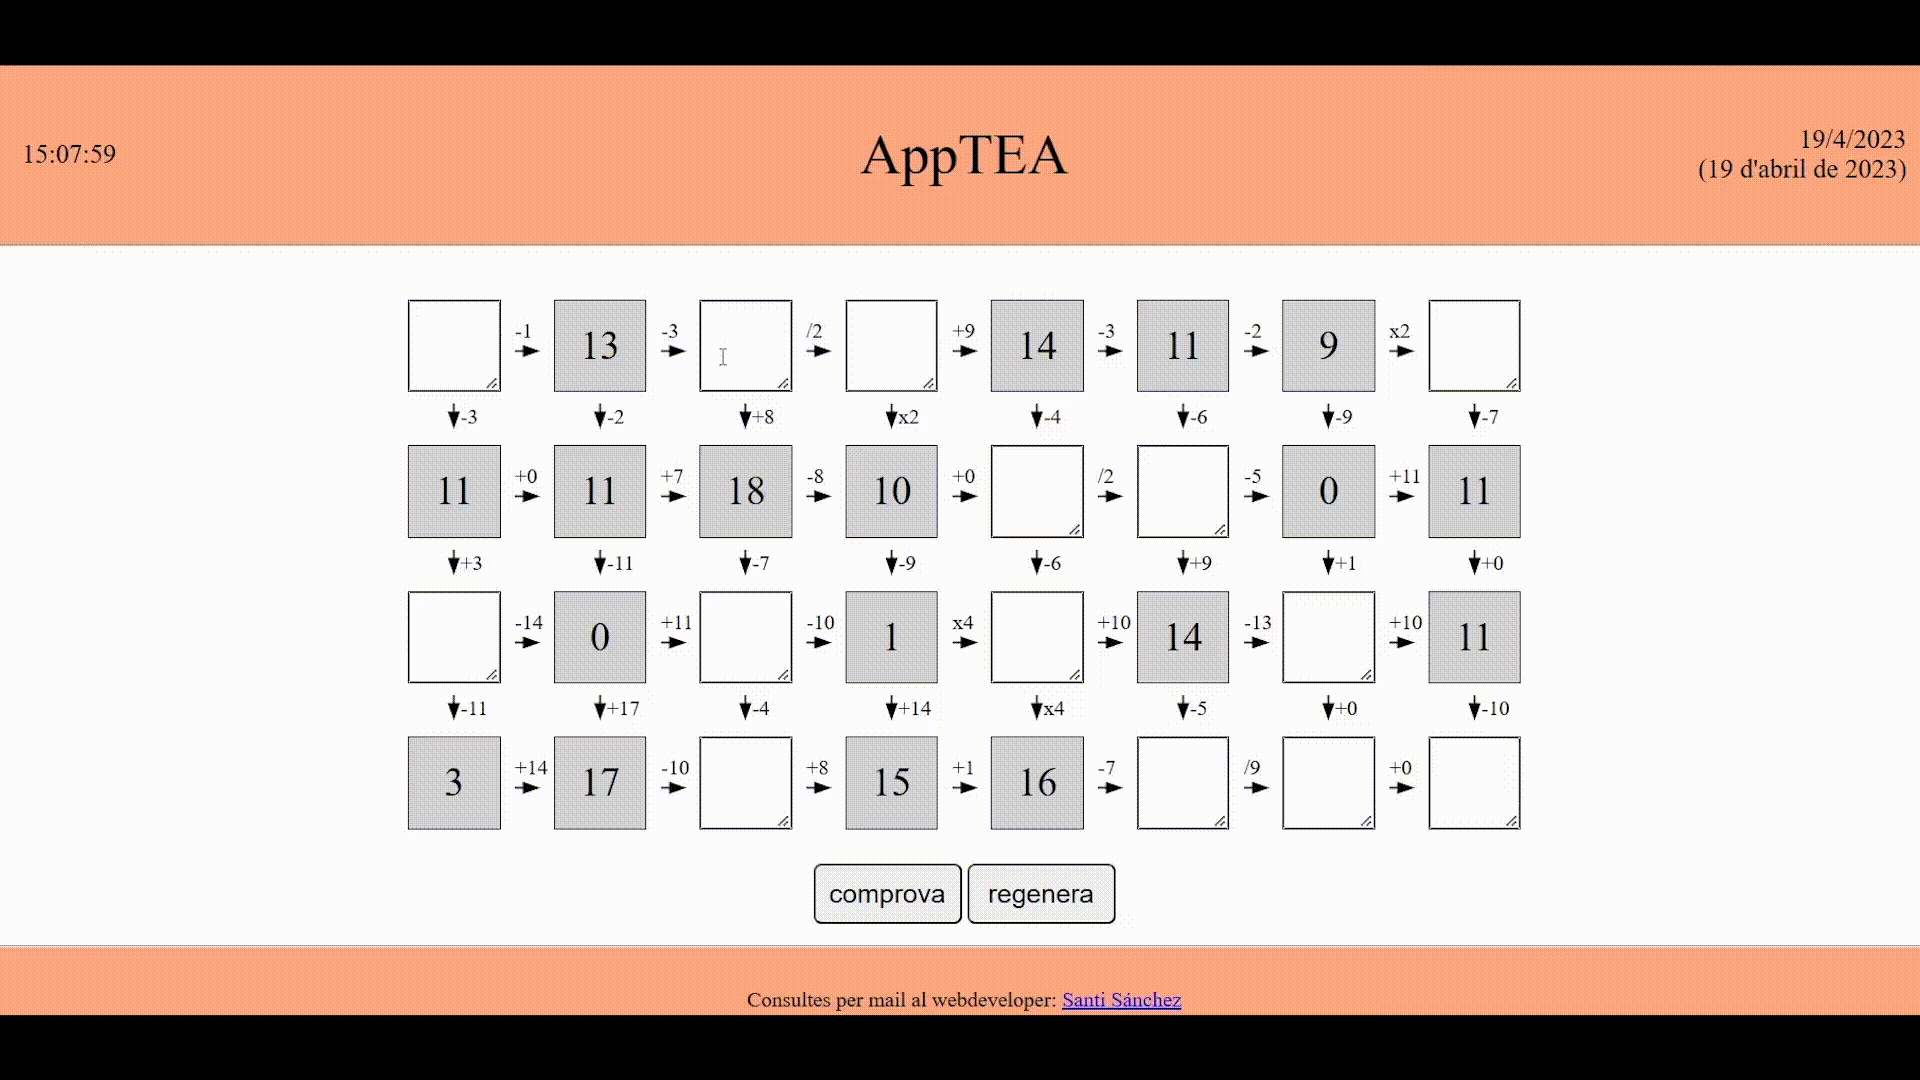 15:07:59
AppTEA
19/4/2023
(19 d'abril de 2023)
-1 13 -3 /2 +9 14 -3 11 -2 9 x2
-3 -2 +8 x2 -4 -6 -9 -7
11 +0 11 +7 18 -8 10 +0 /2 -5 0 +11 11
+3 -11 -7 -9 -6 +9 +1 +0
-14 0 +11 -10 1 x4 +10 14 -13 +10 11
-11 +17 -4 +14 x4 -5 +0 -10
3 +14 17 -10 +8 15 +1 16 -7 /9 +0
comprova regenera
Consultes per mail al webdeveloper: Santi Sánchez